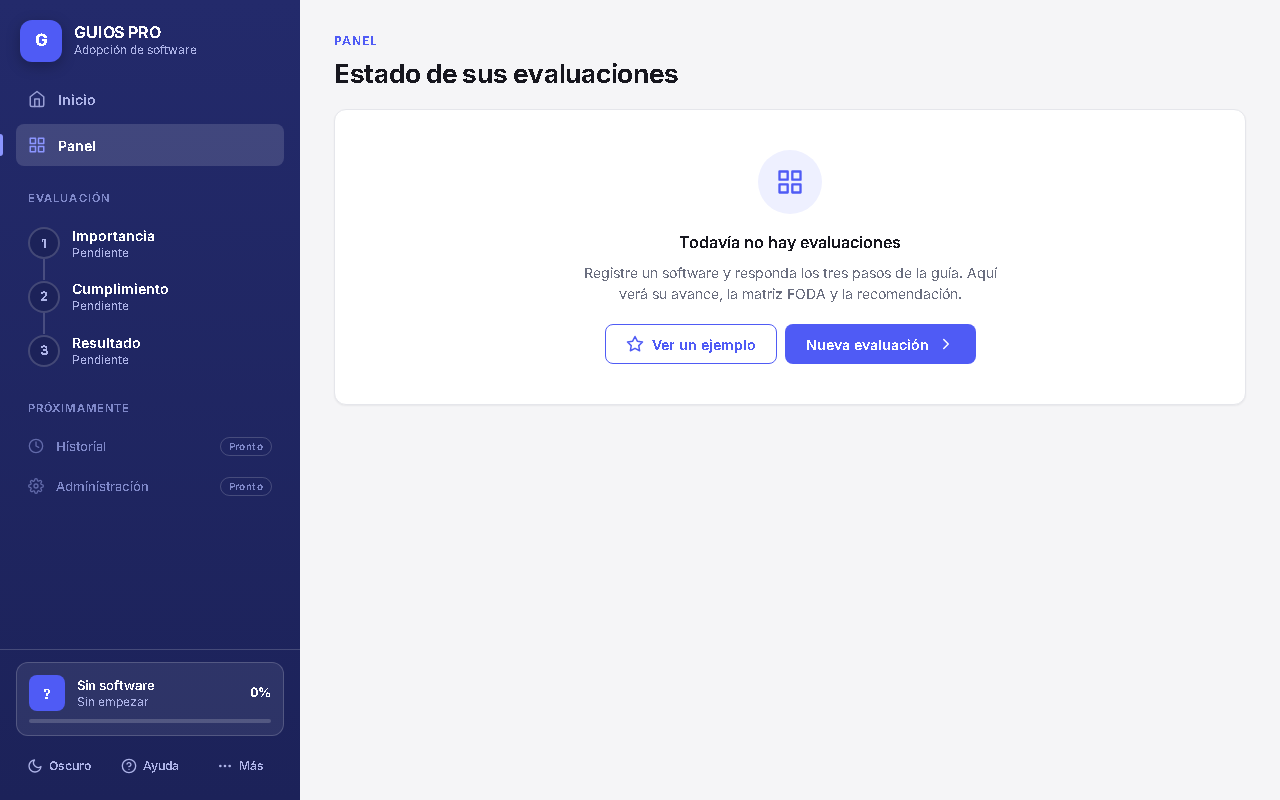 G
GUIOS PRO
Adopción de software
Inicio
Panel
EVALUACIÓN
1
Importancia
Pendiente
2
Cumplimiento
Pendiente
3
Resultado
Pendiente
PRÓXIMAMENTE
Historial
Pronto
Administración
Pronto
?
Sin software
Sin empezar
0%
Oscuro
Ayuda
Más
PANEL
Estado de sus evaluaciones
Todavía no hay evaluaciones
Registre un software y responda los tres pasos de la guía. Aquí
verá su avance, la matriz FODA y la recomendación.
Ver un ejemplo
Nueva evaluación